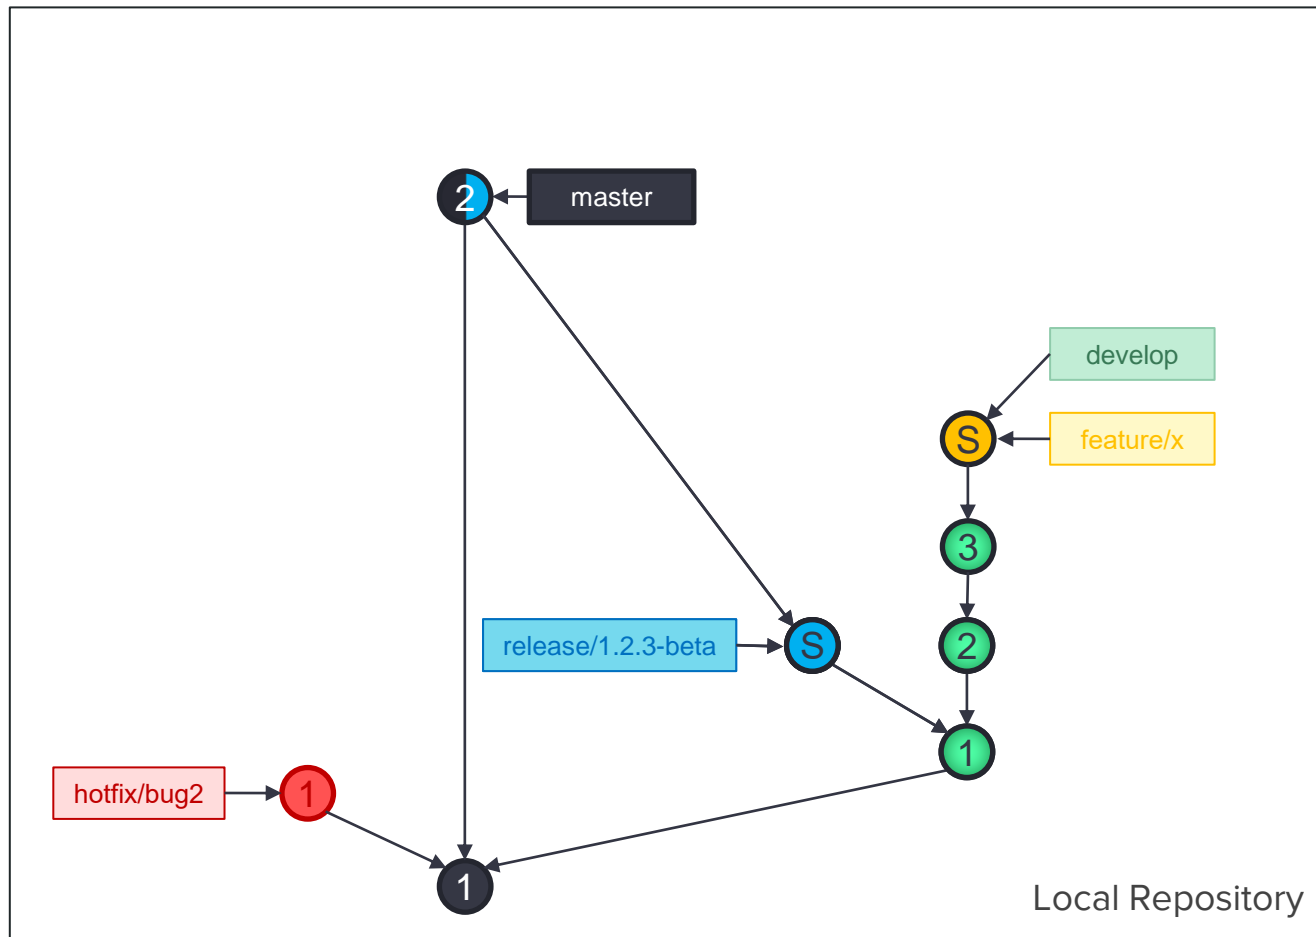 2
master
develop
S
feature/x
3
release/1.2.3-beta
S
2
1
hotfix/bug2
1
1
Local Repository